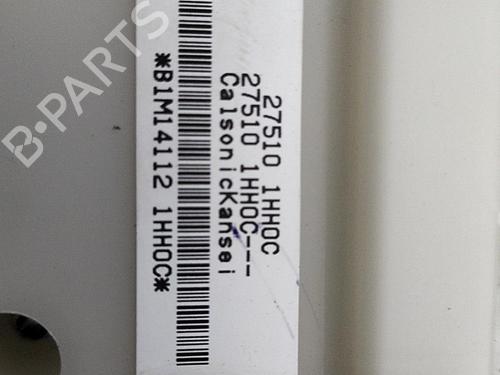 27510 1HH0C
27510 1HH0C---
CalsonicKansei
*B1M14112 1HH0C*
B-PARTS